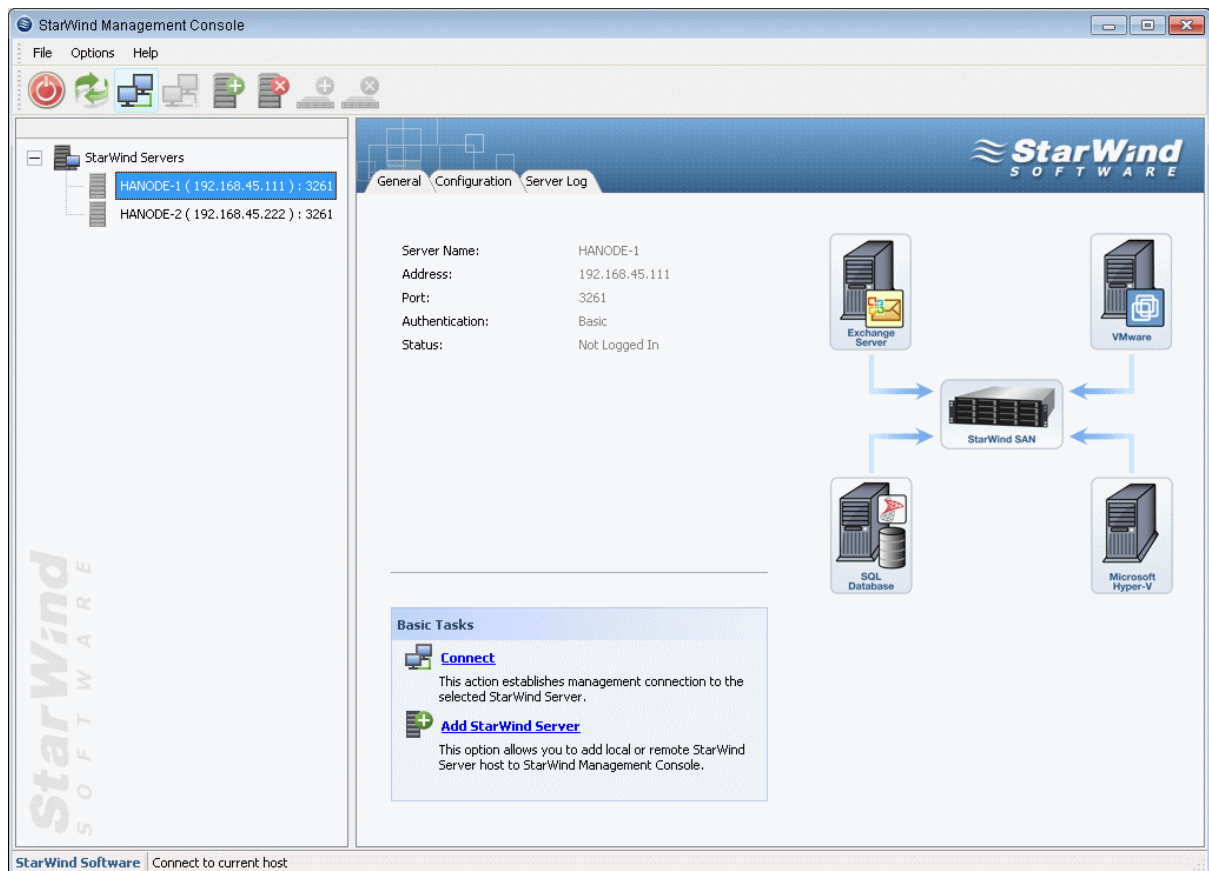 StarWind Management Console
File Options Help
StarWind Servers
HANODE-1 ( 192.168.45.111 ) : 3261
HANODE-2 ( 192.168.45.222 ) : 3261
StarWind
SOFTWARE
General Configuration Server Log
StarWind
SOFTWARE
Server Name: HANODE-1
Address: 192.168.45.111
Port: 3261
Authentication: Basic
Status: Not Logged In
Exchange
Server
VMware
StarWind SAN
SQL
Database
Microsoft
Hyper-V
Basic Tasks
Connect
This action establishes management connection to the
selected StarWind Server.
Add StarWind Server
This option allows you to add local or remote StarWind
Server host to StarWind Management Console.
StarWind Software Connect to current host